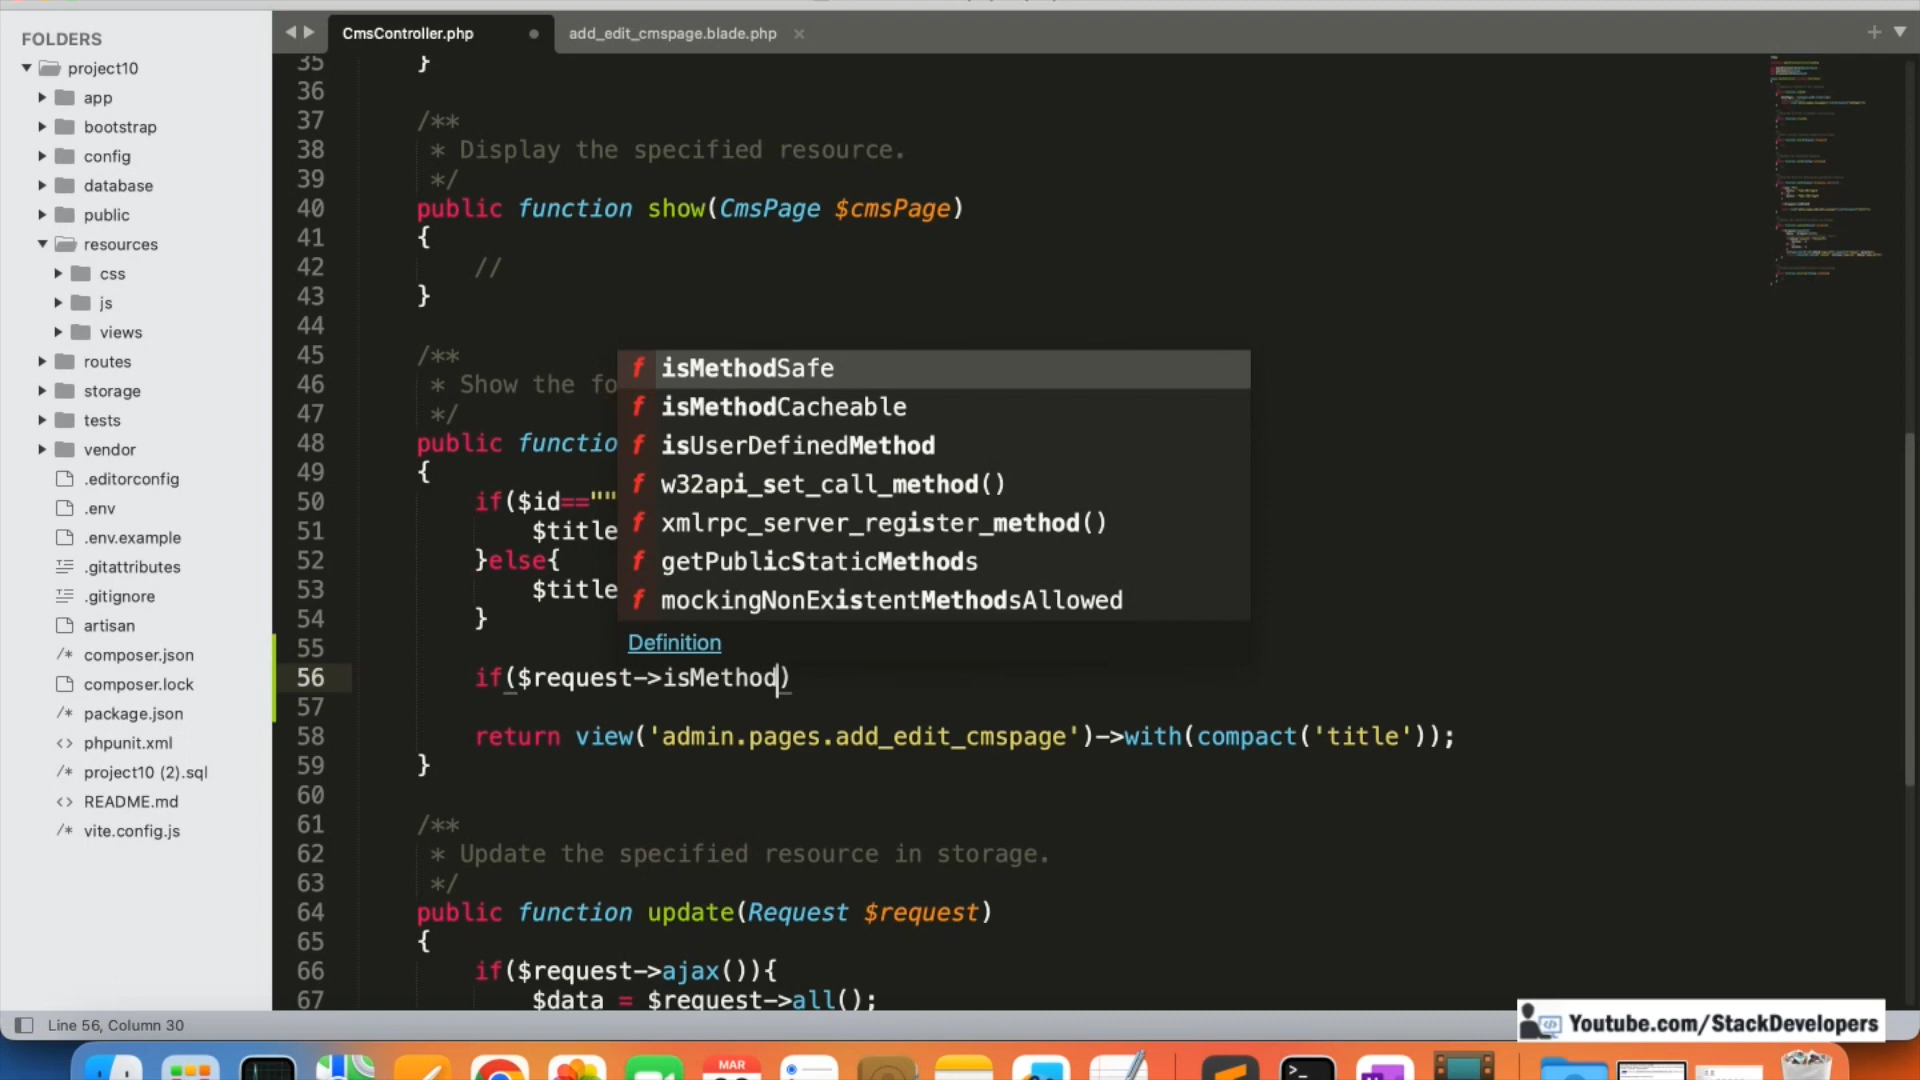 FOLDERS
project10
app
bootstrap
config
database
public
resources
css
js
views
routes
storage
tests
vendor
.editorconfig
.env
.env.example
.gitattributes
.gitignore
artisan
composer.json
composer.lock
package.json
phpunit.xml
project10 (2).sql
README.md
vite.config.js
CmsController.php
add_edit_cmspage.blade.php
35 }
36
37 /**
38 * Display the specified resource.
39 */
40 public function show(CmsPage $cmsPage)
41 {
42 //
43 }
44
45 /**
46 * Show the fo
47 */
48 public functio
49 {
50 if($id==""
51 $title
52 }else{
53 $title
54 }
55
56 if($request->isMethod)
57
58 return view('admin.pages.add_edit_cmspage')->with(compact('title'));
59 }
60
61 /**
62 * Update the specified resource in storage.
63 */
64 public function update(Request $request)
65 {
66 if($request->ajax()){
67 $data = $request->all();
f isMethodSafe
f isMethodCacheable
f isUserDefinedMethod
f w32api_set_call_method()
f xmlrpc_server_register_method()
f getPublicStaticMethods
f mockingNonExistentMethodsAllowed
Definition
Line 56, Column 30
Youtube.com/StackDevelopers
MAR